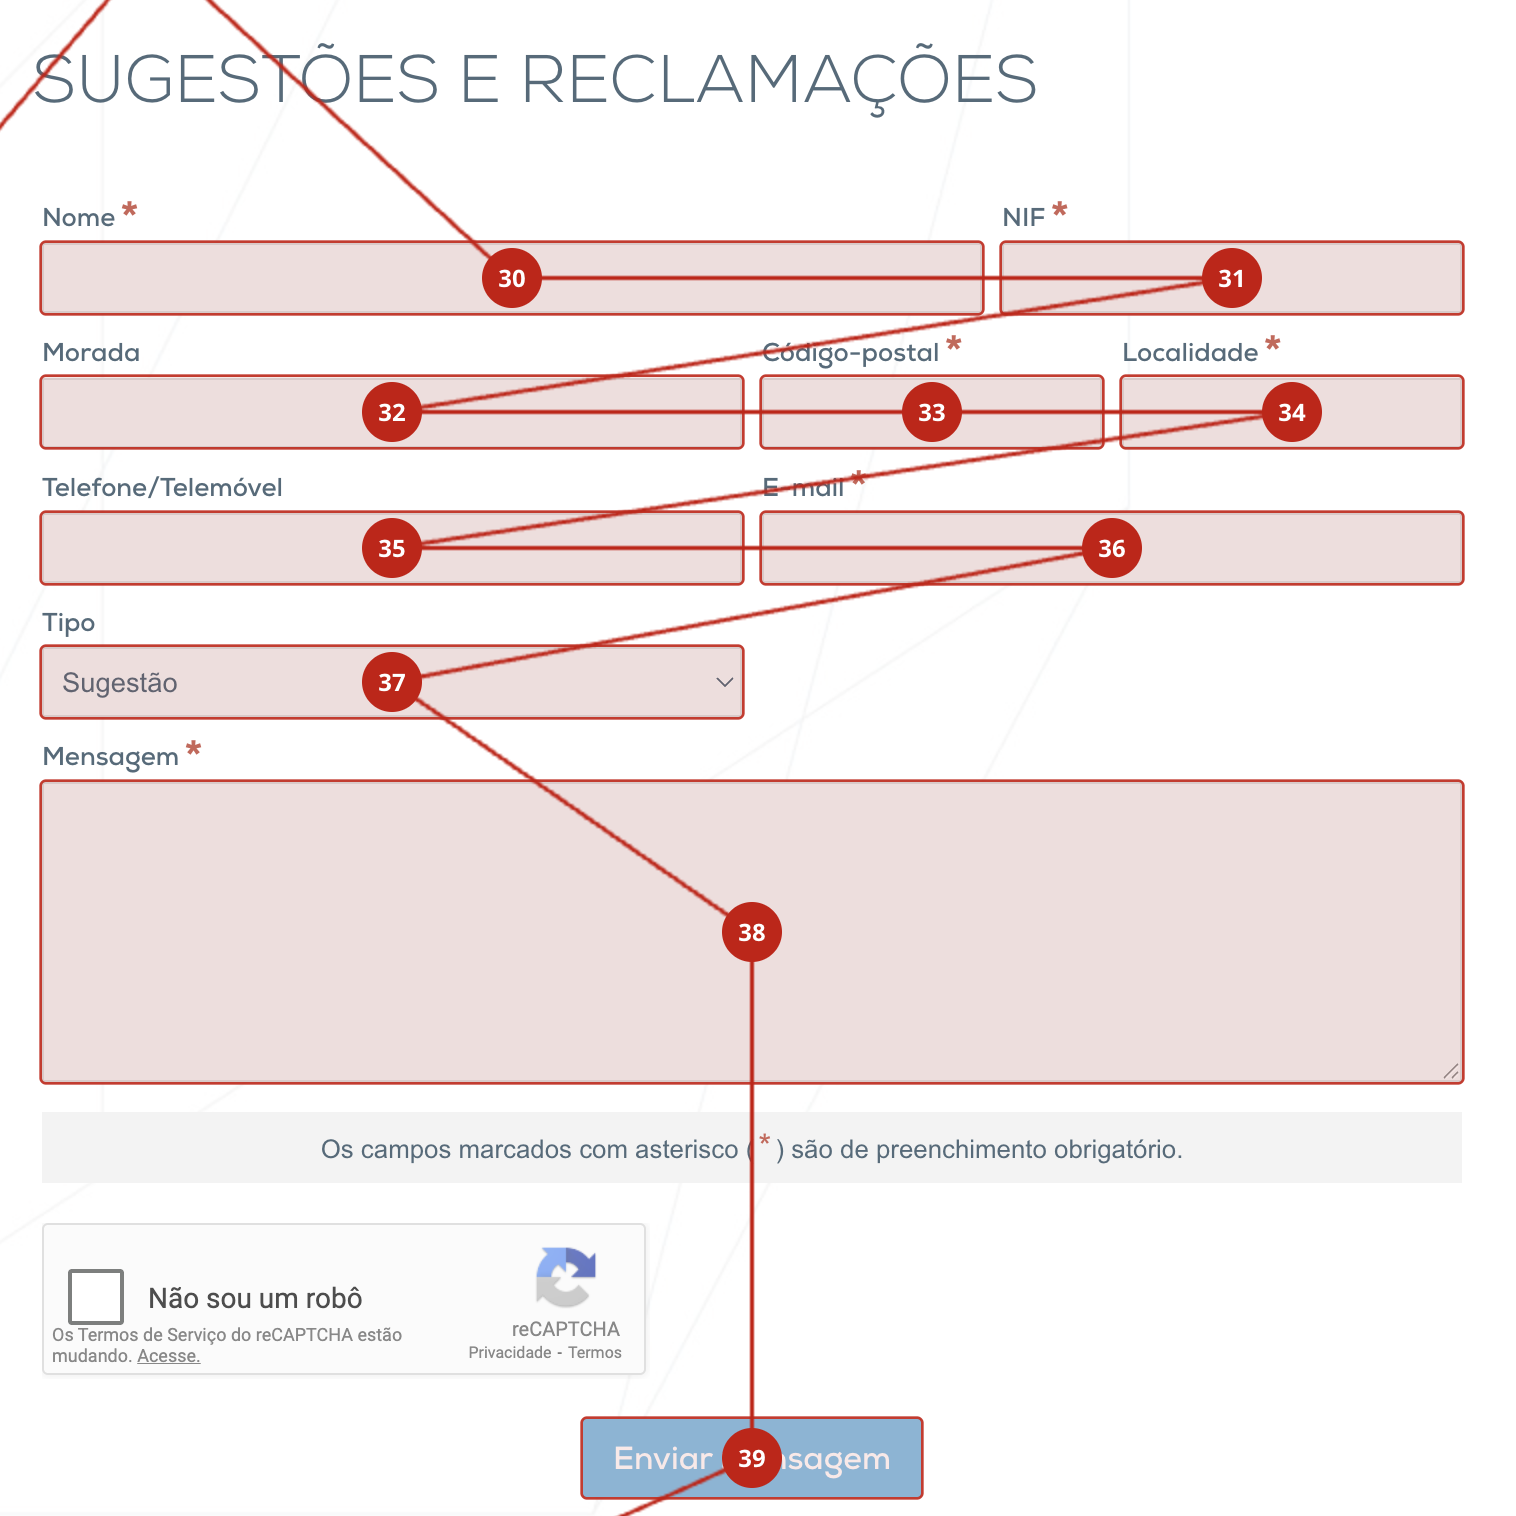 SUGESTÕES E RECLAMAÇÕES
Nome * NIF *
30 31
Morada Código-postal * Localidade *
32 33 34
Telefone/Telemóvel E-mail *
35 36
Tipo
Sugestão 37
Mensagem *
38
Os campos marcados com asterisco ( * ) são de preenchimento obrigatório.
Não sou um robô
Os Termos de Serviço do reCAPTCHA estão
mudando. Acesse.
reCAPTCHA
Privacidade - Termos
Enviar 39 nsagem